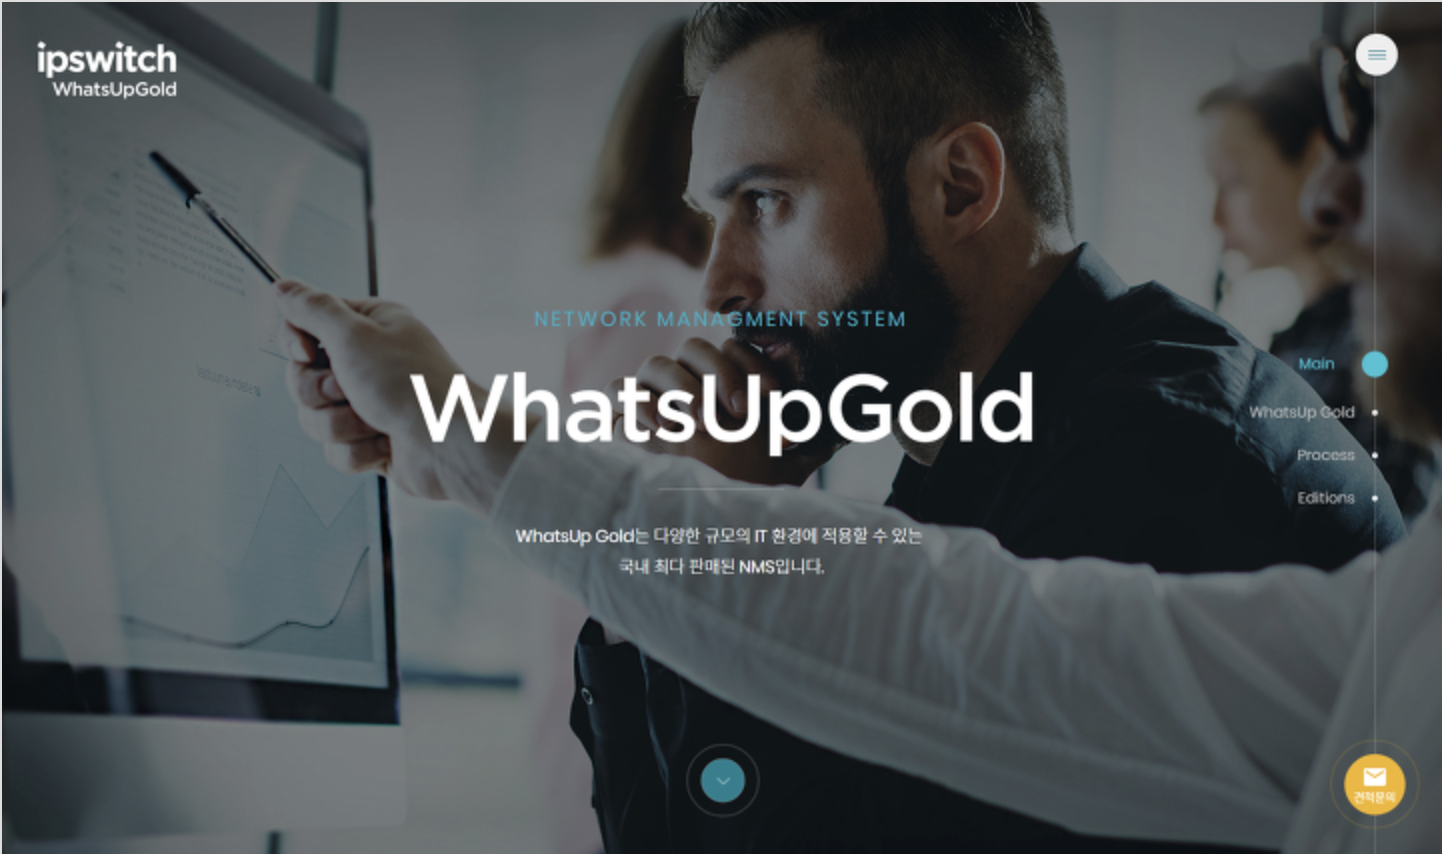 ipswitch
WhatsUpGold
NETWORK MANAGMENT SYSTEM
WhatsUpGold
WhatsUp Gold는 다양한 규모의 IT 환경에 적용할 수 있는
국내 최다 판매된 NMS입니다.
Main
WhatsUp Gold
Process
Editions
견적문의